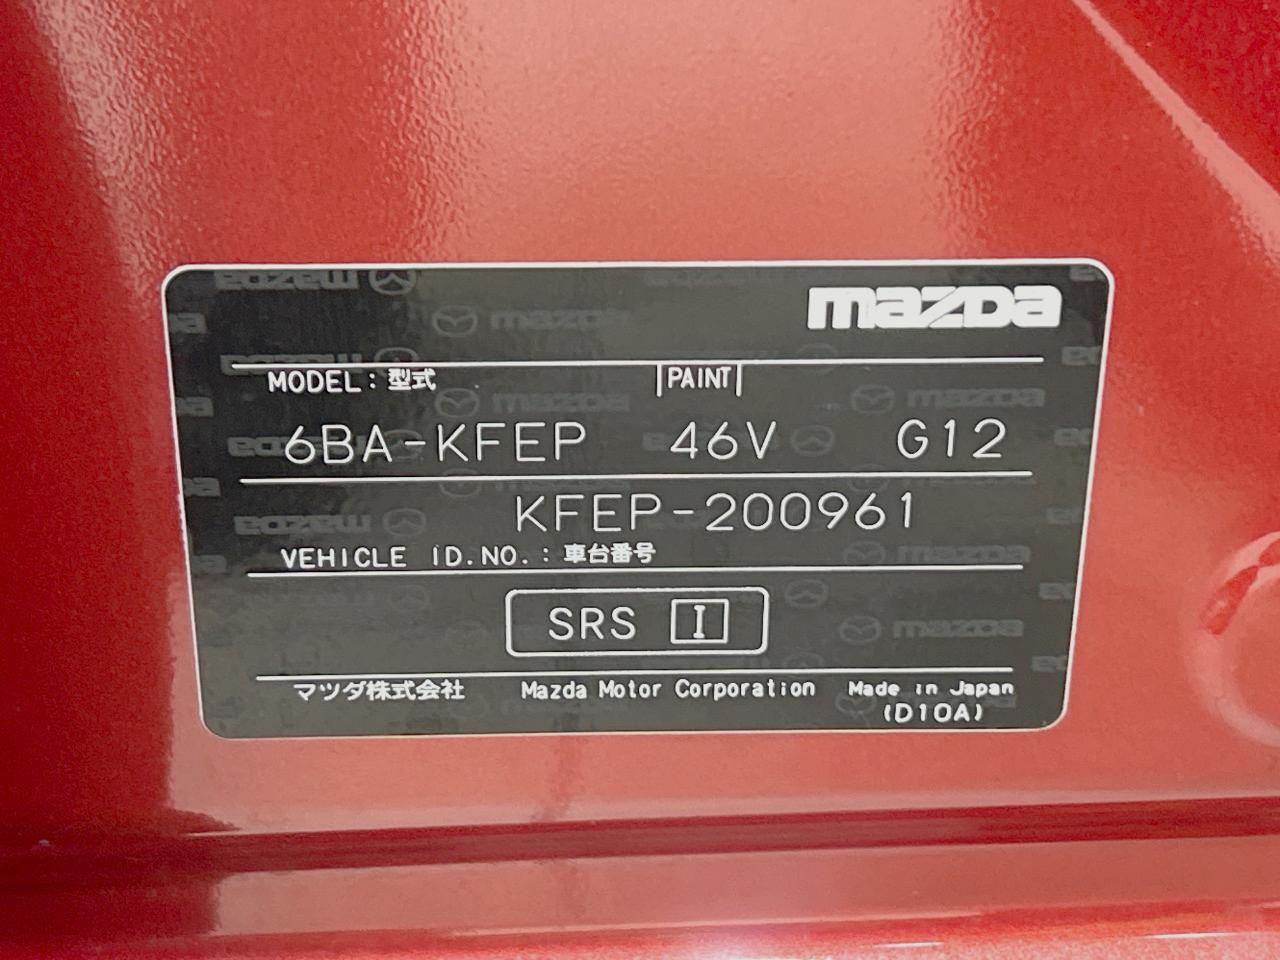 mazda
MODEL : 型式 |PAINT|
6BA-KFEP 46V G12
KFEP-200961
VEHICLE ID.NO. : 車台番号
SRS I
マツダ株式会社 Mazda Motor Corporation Made in Japan
(D10A)